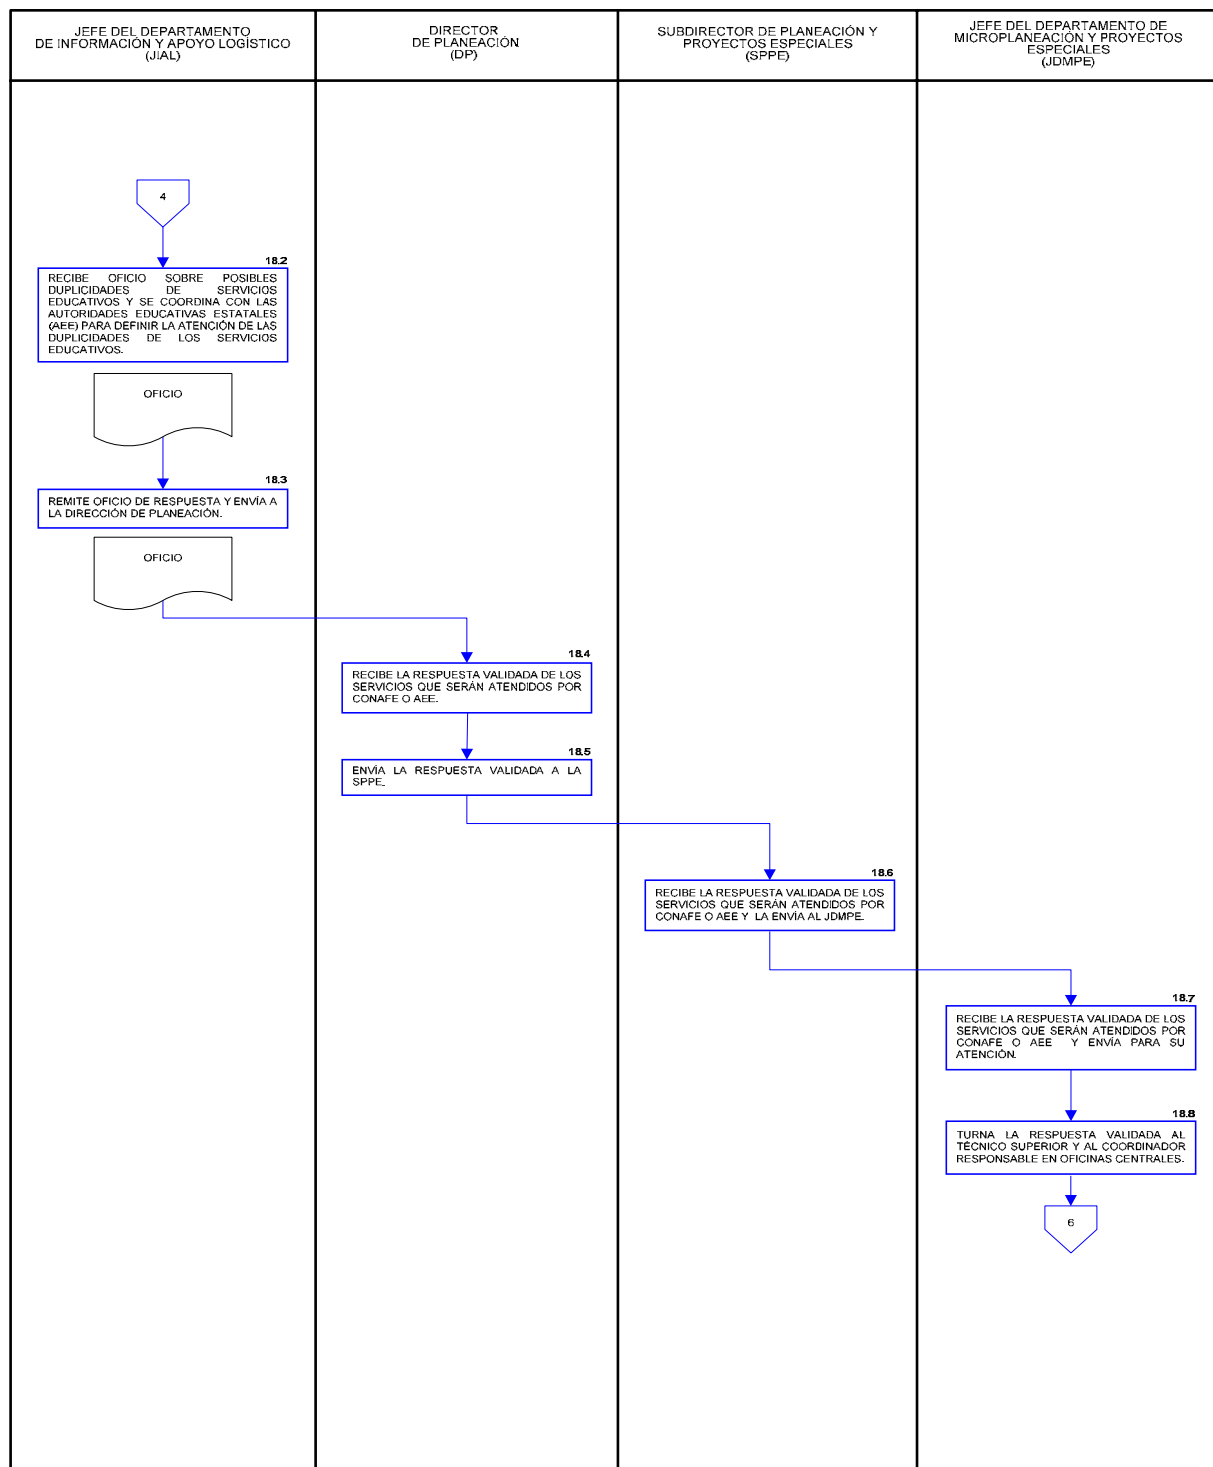 JEFE DEL DEPARTAMENTO
DE INFORMACIÓN Y APOYO LOGÍSTICO
(JIAL)
DIRECTOR
DE PLANEACIÓN
(DP)
SUBDIRECTOR DE PLANEACIÓN Y
PROYECTOS ESPECIALES
(SPPE)
JEFE DEL DEPARTAMENTO DE
MICROPLANEACIÓN Y PROYECTOS
ESPECIALES
(JDMPE)
4
18.2
RECIBE OFICIO SOBRE POSIBLES
DUPLICIDADES DE SERVICIOS
EDUCATIVOS Y SE COORDINA CON LAS
AUTORIDADES EDUCATIVAS ESTATALES
(AEE) PARA DEFINIR LA ATENCIÓN DE LAS
DUPLICIDADES DE LOS SERVICIOS
EDUCATIVOS.
OFICIO
18.3
REMITE OFICIO DE RESPUESTA Y ENVÍA A
LA DIRECCIÓN DE PLANEACIÓN.
OFICIO
18.4
RECIBE LA RESPUESTA VALIDADA DE LOS
SERVICIOS QUE SERÁN ATENDIDOS POR
CONAFE O AEE.
18.5
ENVÍA LA RESPUESTA VALIDADA A LA
SPPE.
18.6
RECIBE LA RESPUESTA VALIDADA DE LOS
SERVICIOS QUE SERÁN ATENDIDOS POR
CONAFE O AEE Y LA ENVÍA AL JDMPE.
18.7
RECIBE LA RESPUESTA VALIDADA DE LOS
SERVICIOS QUE SERÁN ATENDIDOS POR
CONAFE O AEE Y ENVÍA PARA SU
ATENCIÓN.
18.8
TURNA LA RESPUESTA VALIDADA AL
TÉCNICO SUPERIOR Y AL COORDINADOR
RESPONSABLE EN OFICINAS CENTRALES.
6